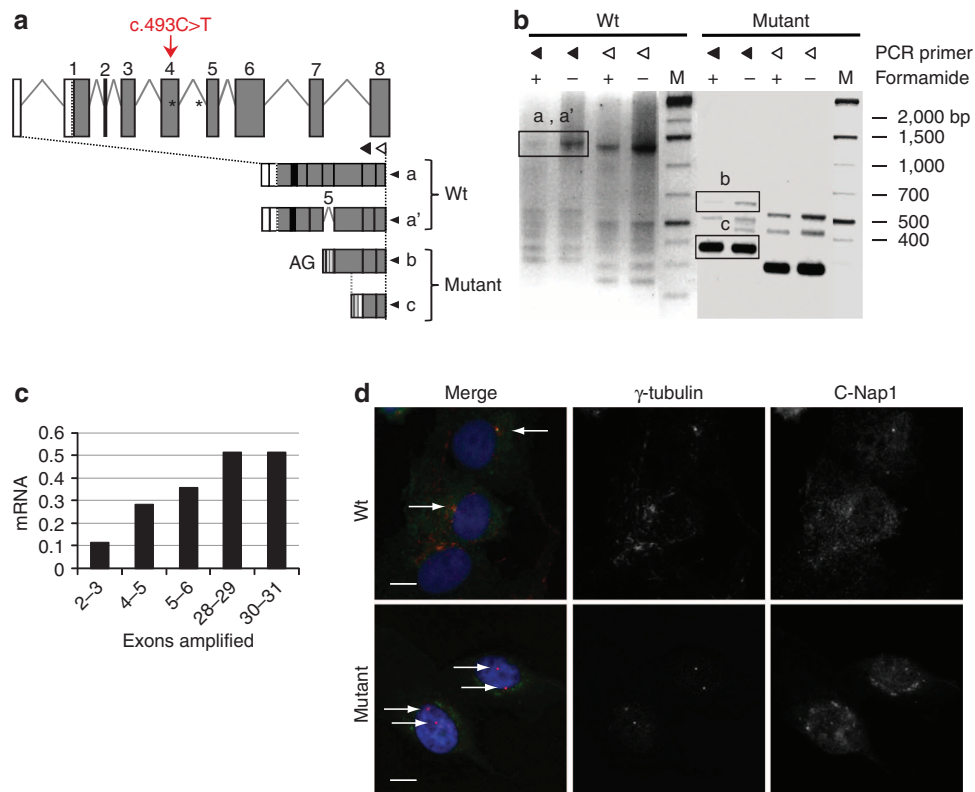 a
c.493C>T
1 2 3 4 5 6 7 8
* *
a
Wt
5
a'
AG b
Mutant
c
b
Wt Mutant
PCR primer
+ – + – + – + – Formamide
M M
a , a'
2,000 bp
1,500
1,000
b
700
c
500
400
c
mRNA
0.6
0.5
0.4
0.3
0.2
0.1
0
2–3 4–5 5–6 28–29 30–31
Exons amplified
d
Merge γ-tubulin C-Nap1
Wt
Mutant